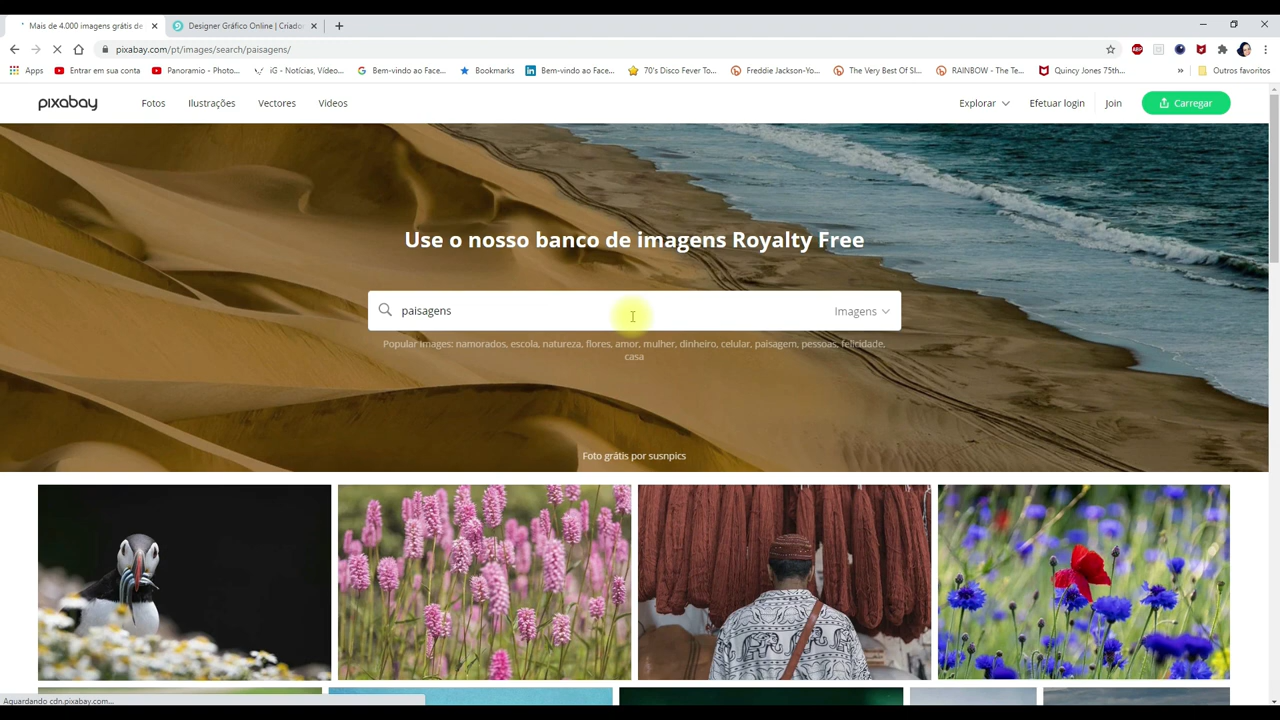 Mais de 4.000 imagens grátis de
Designer Gráfico Online | Criado
pixabay.com/pt/images/search/paisagens/
ABP
Apps
Entrar em sua conta
Panoramio - Photo...
iG - Notícias, Vídeo...
Bem-vindo ao Face...
Bookmarks
Bem-vindo ao Face...
70's Disco Fever To...
Freddie Jackson-Yo...
The Very Best Of Sl...
RAINBOW - The Te...
Quincy Jones 75th...
»
Outros favoritos
pixabay
Fotos
Ilustrações
Vectores
Videos
Explorar
Efetuar login
Join
Carregar
Use o nosso banco de imagens Royalty Free
paisagens
Imagens
Popular images: namorados, escola, natureza, flores, amor, mulher, dinheiro, celular, paisagem, pessoas, felicidade,
casa
Foto grátis por susnpics
Aguardando cdn.pixabay.com...